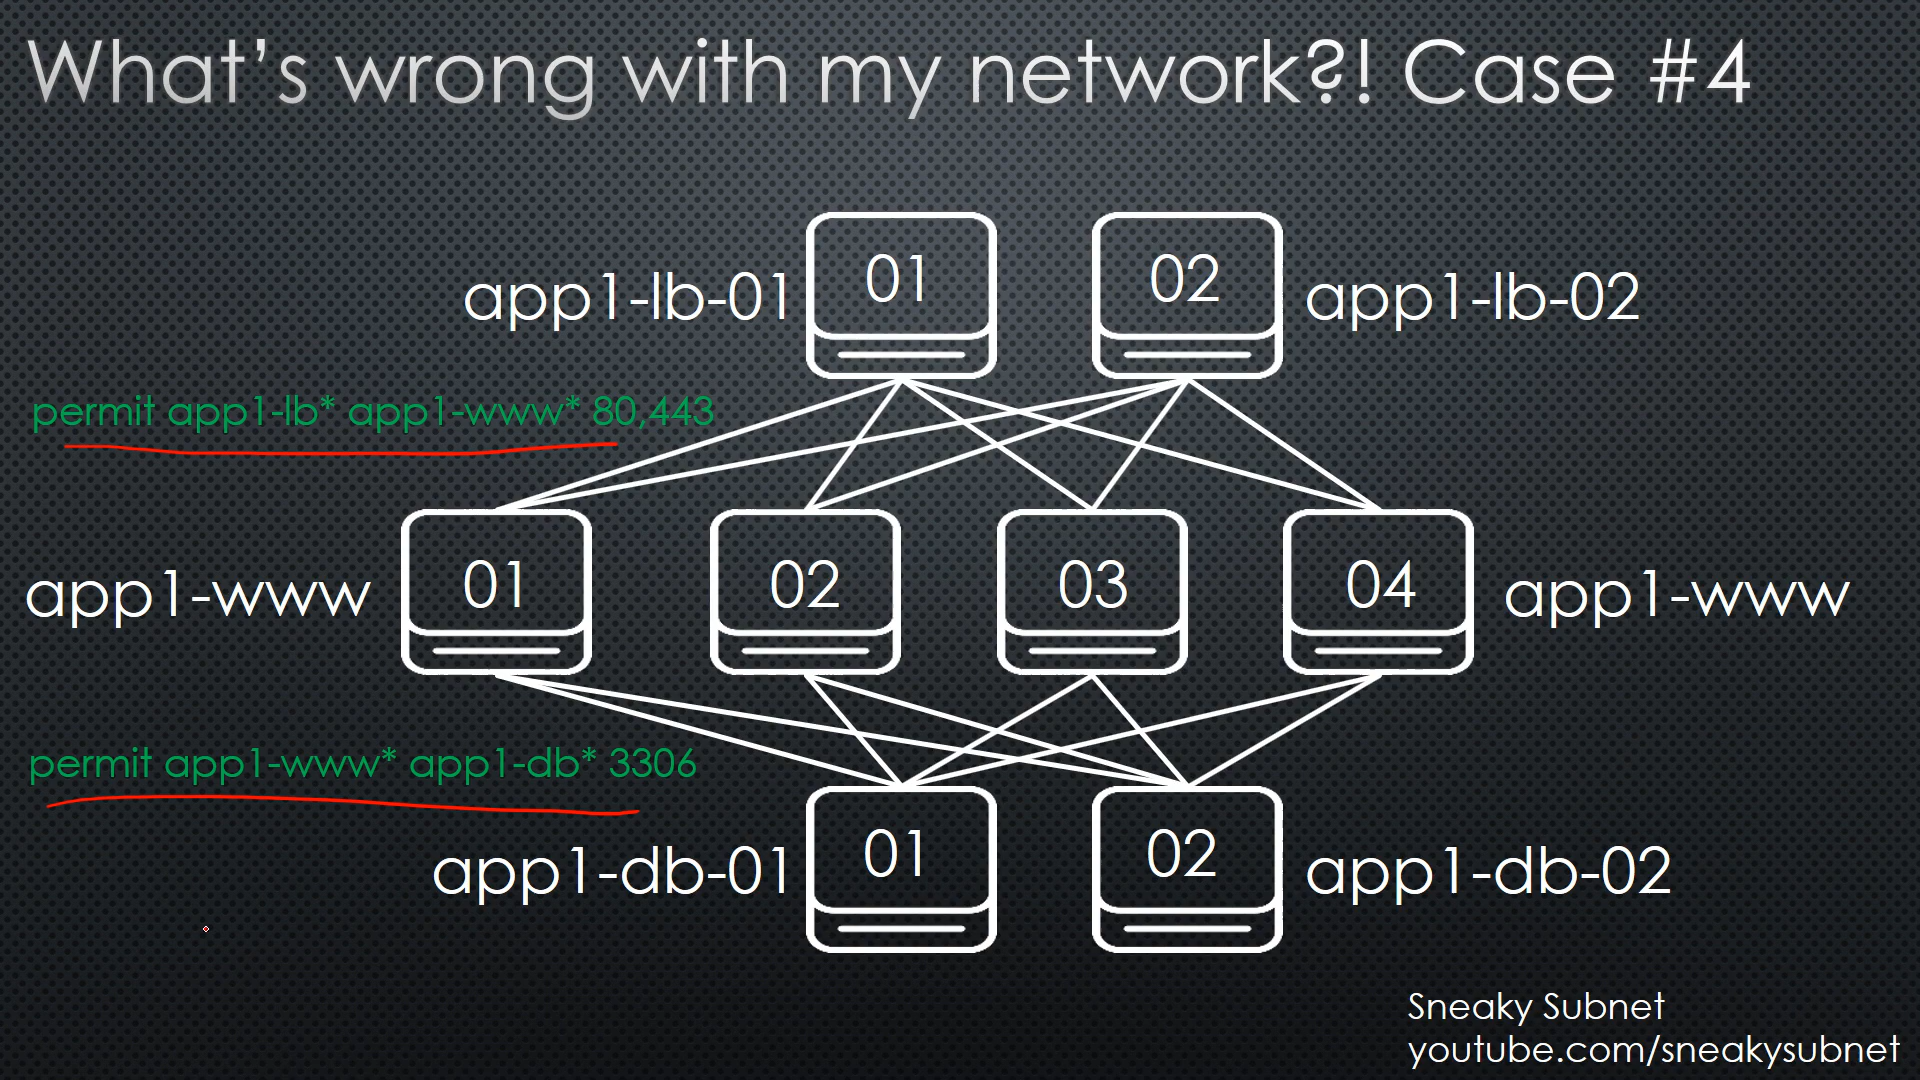 What's wrong with my network?! Case #4
app1-lb-01
01
02
app1-lb-02
permit app1-lb* app1-www* 80,443
app1-www
01
02
03
04
app1-www
permit app1-www* app1-db* 3306
app1-db-01
01
02
app1-db-02
Sneaky Subnet
youtube.com/sneakysubnet